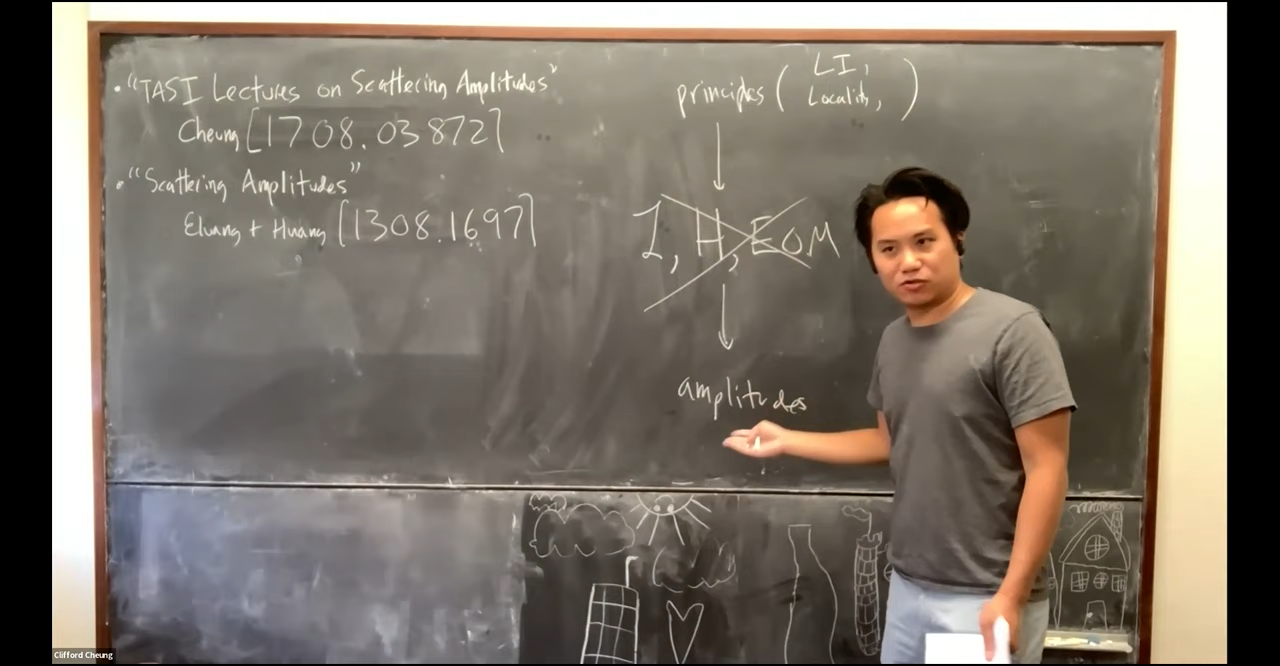 • "TASI Lectures on Scattering Amplitudes"
Cheung [1708.03872]
• "Scattering Amplitudes"
Elvang + Huang [1308.1697]
principles ( LI,
Locality, )
L, H, EOM
amplitudes
Clifford Cheung